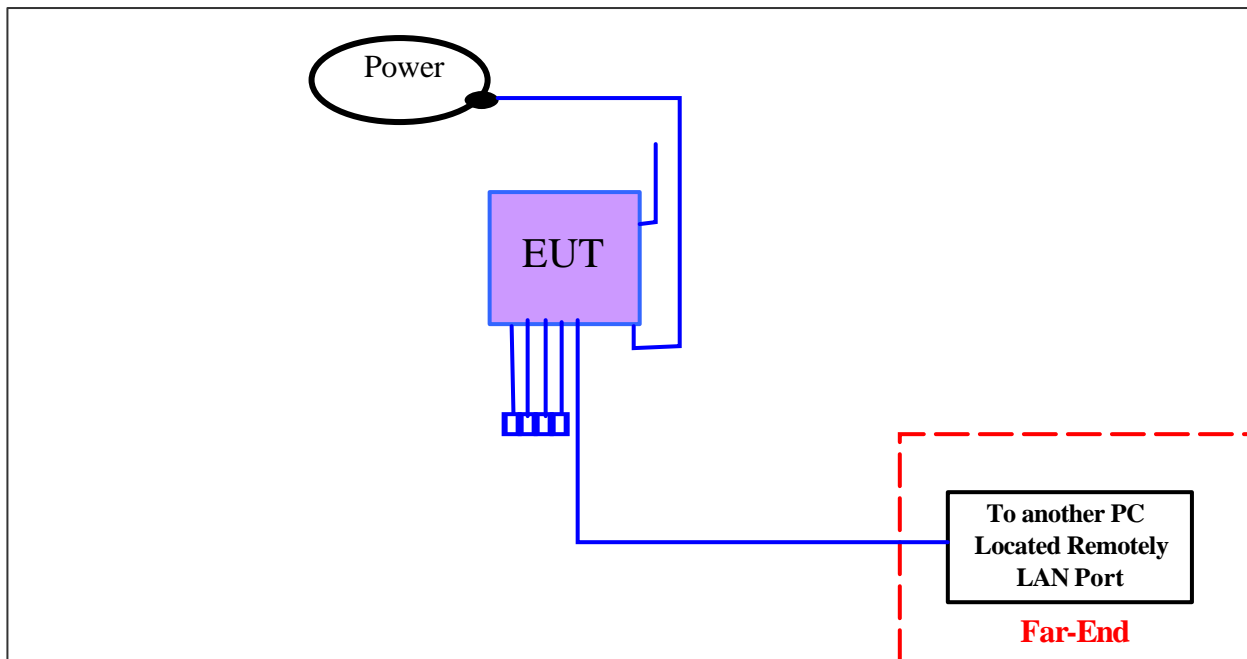 Power
EUT
To another PC
Located Remotely
LAN Port
Far-End